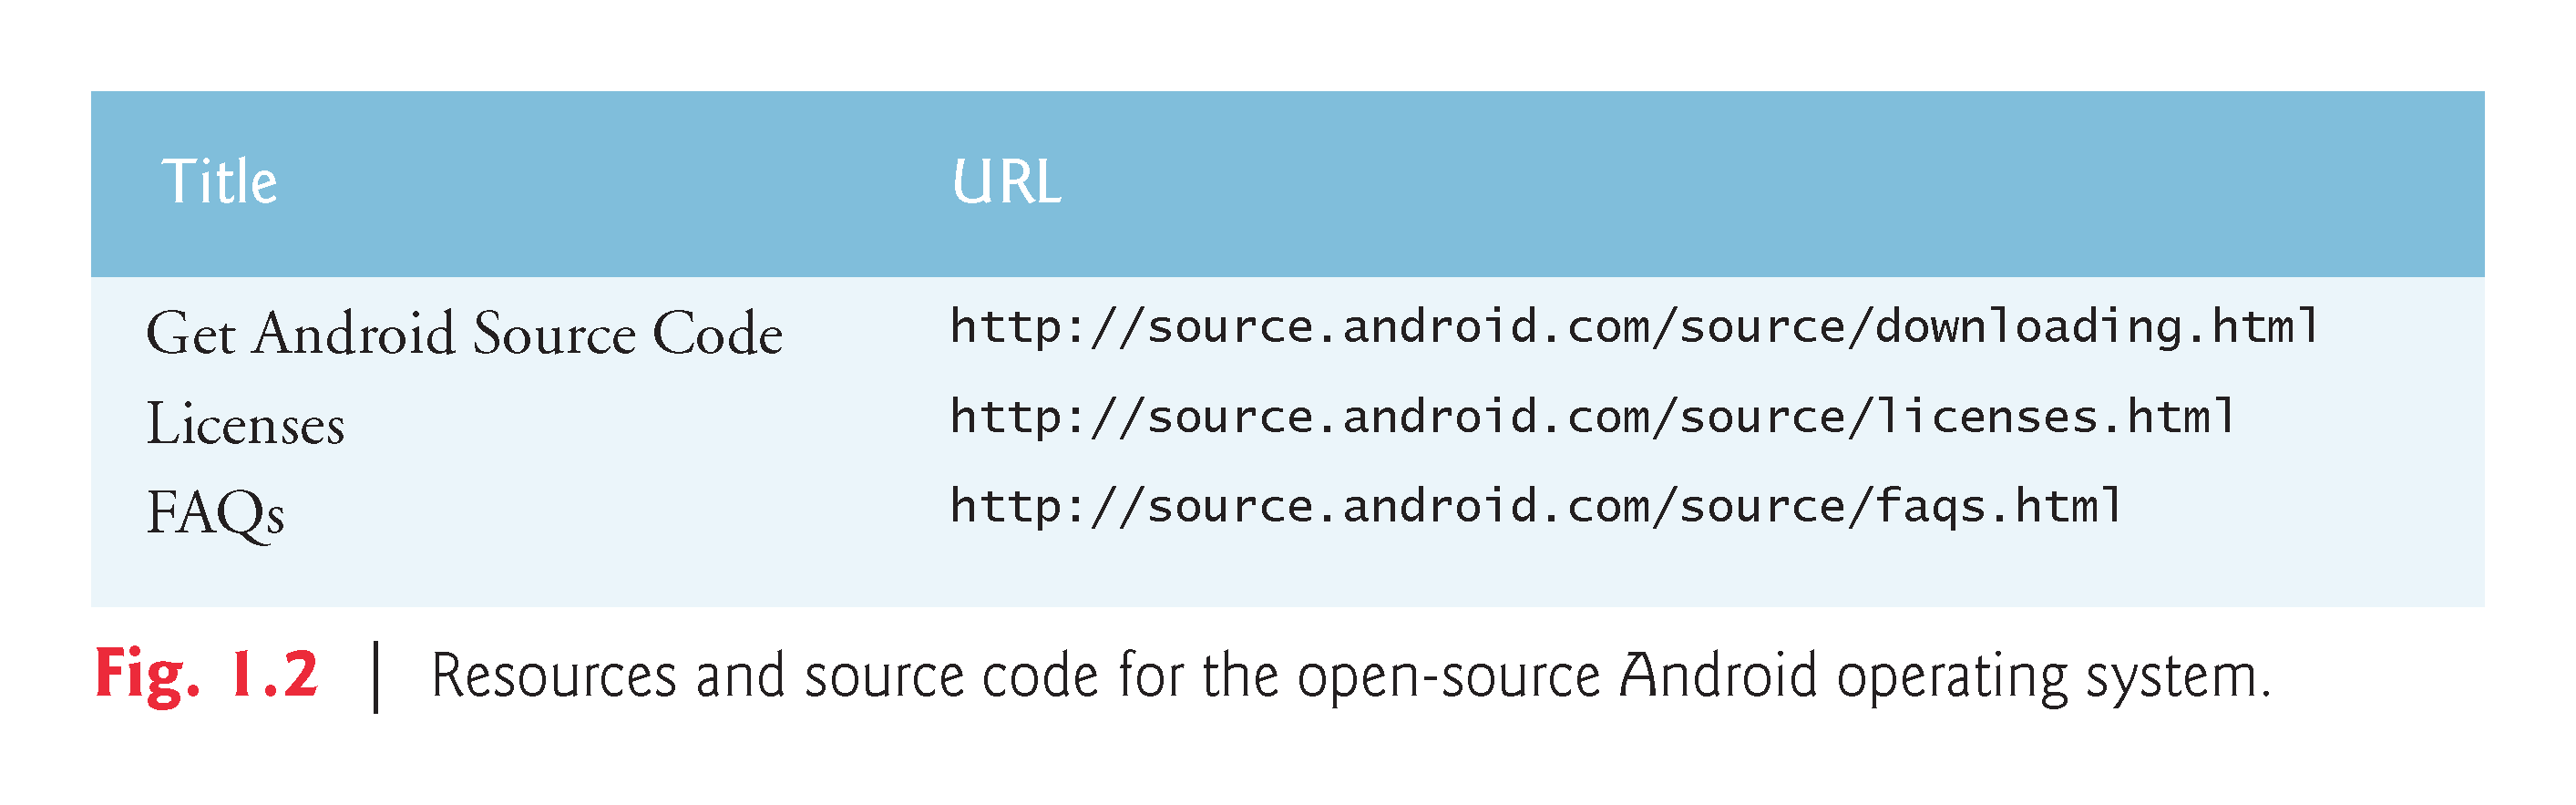 Title URL
Get Android Source Code http://source.android.com/source/downloading.html
Licenses http://source.android.com/source/licenses.html
FAQs http://source.android.com/source/faqs.html
Fig. 1.2 | Resources and source code for the open-source Android operating system.